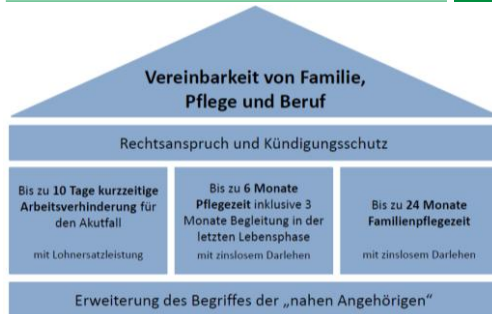 Vereinbarkeit von Familie,
Pflege und Beruf
Rechtsanspruch und Kündigungsschutz
Bis zu 10 Tage kurzzeitige
Arbeitsverhinderung für
den Akutfall
mit Lohnersatzleistung
Bis zu 6 Monate
Pflegezeit inklusive 3
Monate Begleitung in der
letzten Lebensphase
mit zinslosem Darlehen
Bis zu 24 Monate
Familienpflegezeit
mit zinslosem Darlehen
Erweiterung des Begriffes der „nahen Angehörigen“